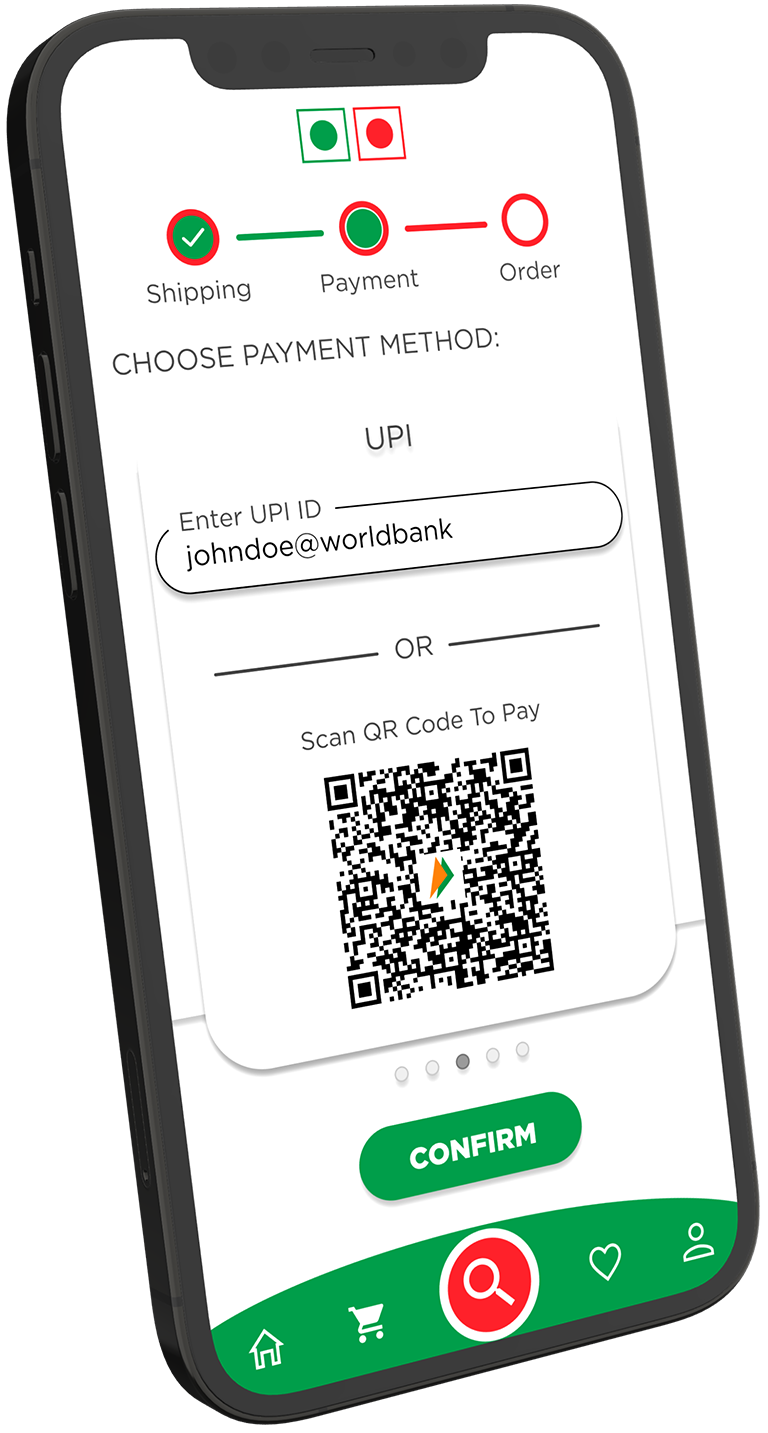 Shipping
Payment
Order
CHOOSE PAYMENT METHOD:
UPI
Enter UPI ID
johndoe@worldbank
OR
Scan QR Code To Pay
CONFIRM